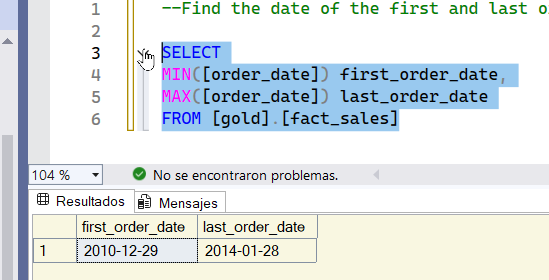 1 --Find the date of the first and last o
2
3 SELECT
4 MIN([order_date]) first_order_date,
5 MAX([order_date]) last_order_date
6 FROM [gold].[fact_sales]
104 % No se encontraron problemas.
Resultados Mensajes
first_order_date last_order_date
1 2010-12-29 2014-01-28